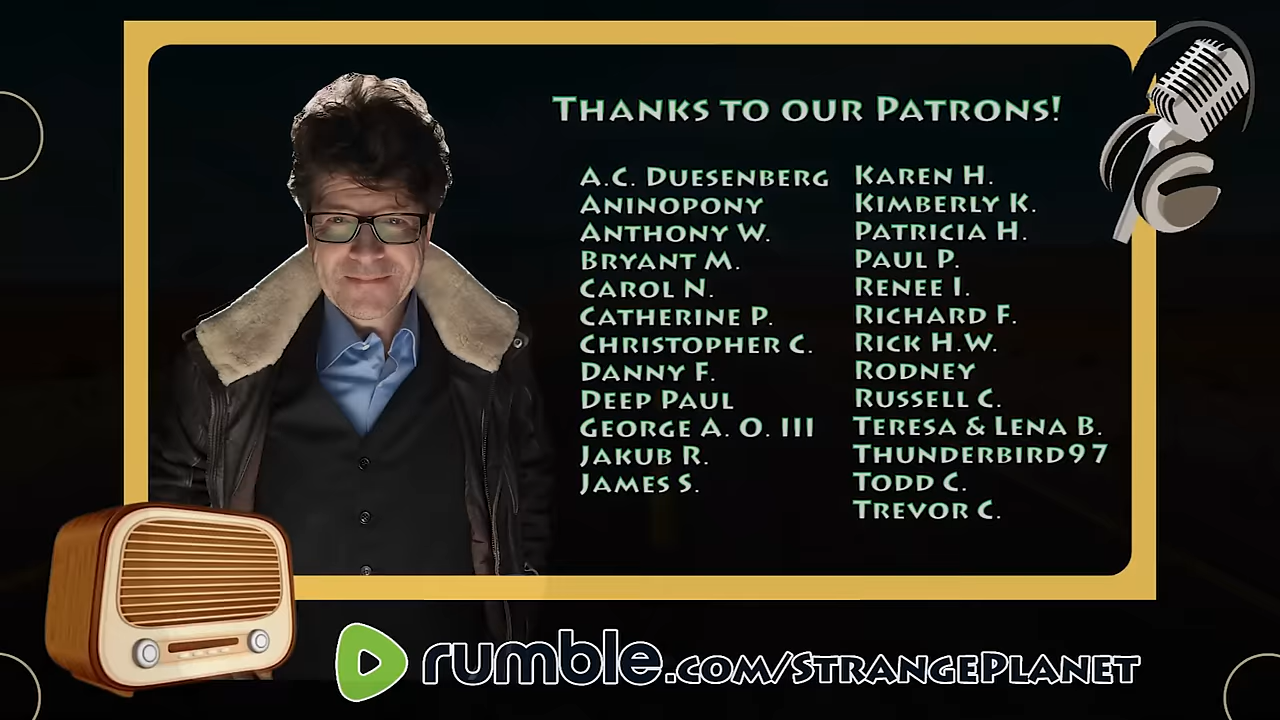 THANKS TO OUR PATRONS!
A.C. DUESENBERG
ANINOPONY
ANTHONY W.
BRYANT M.
CAROL N.
CATHERINE P.
CHRISTOPHER C.
DANNY F.
DEEP PAUL
GEORGE A. O. III
JAKUB R.
JAMES S.
KAREN H.
KIMBERLY K.
PATRICIA H.
PAUL P.
RENEE I.
RICHARD F.
RICK H.W.
RODNEY
RUSSELL C.
TERESA & LENA B.
THUNDERBIRD97
TODD C.
TREVOR C.
rumble.COM/STRANGEPLANET